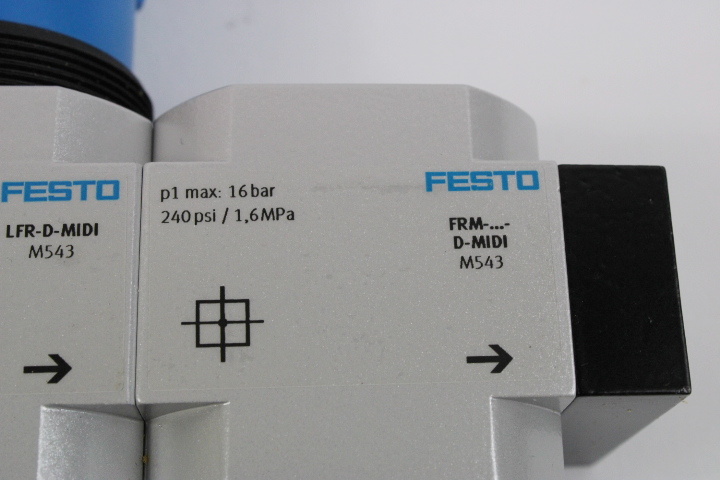 FESTO
LFR-D-MIDI
M543
p1 max: 16 bar
240 psi / 1,6 MPa
FESTO
FRM-...-
D-MIDI
M543